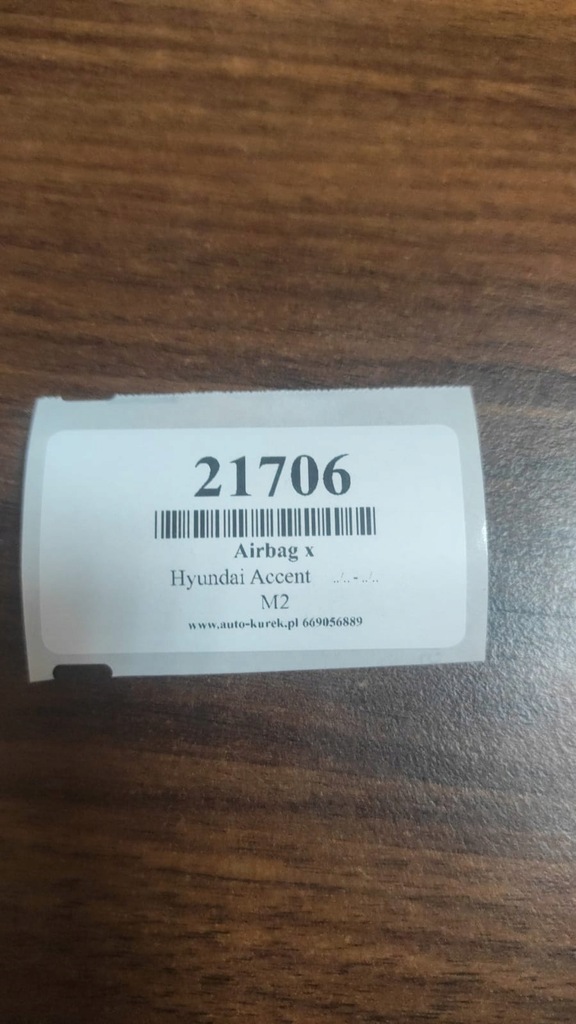 21706
Airbag x
Hyundai Accent ../.. - ../..
M2
www.auto-kurek.pl 669056889